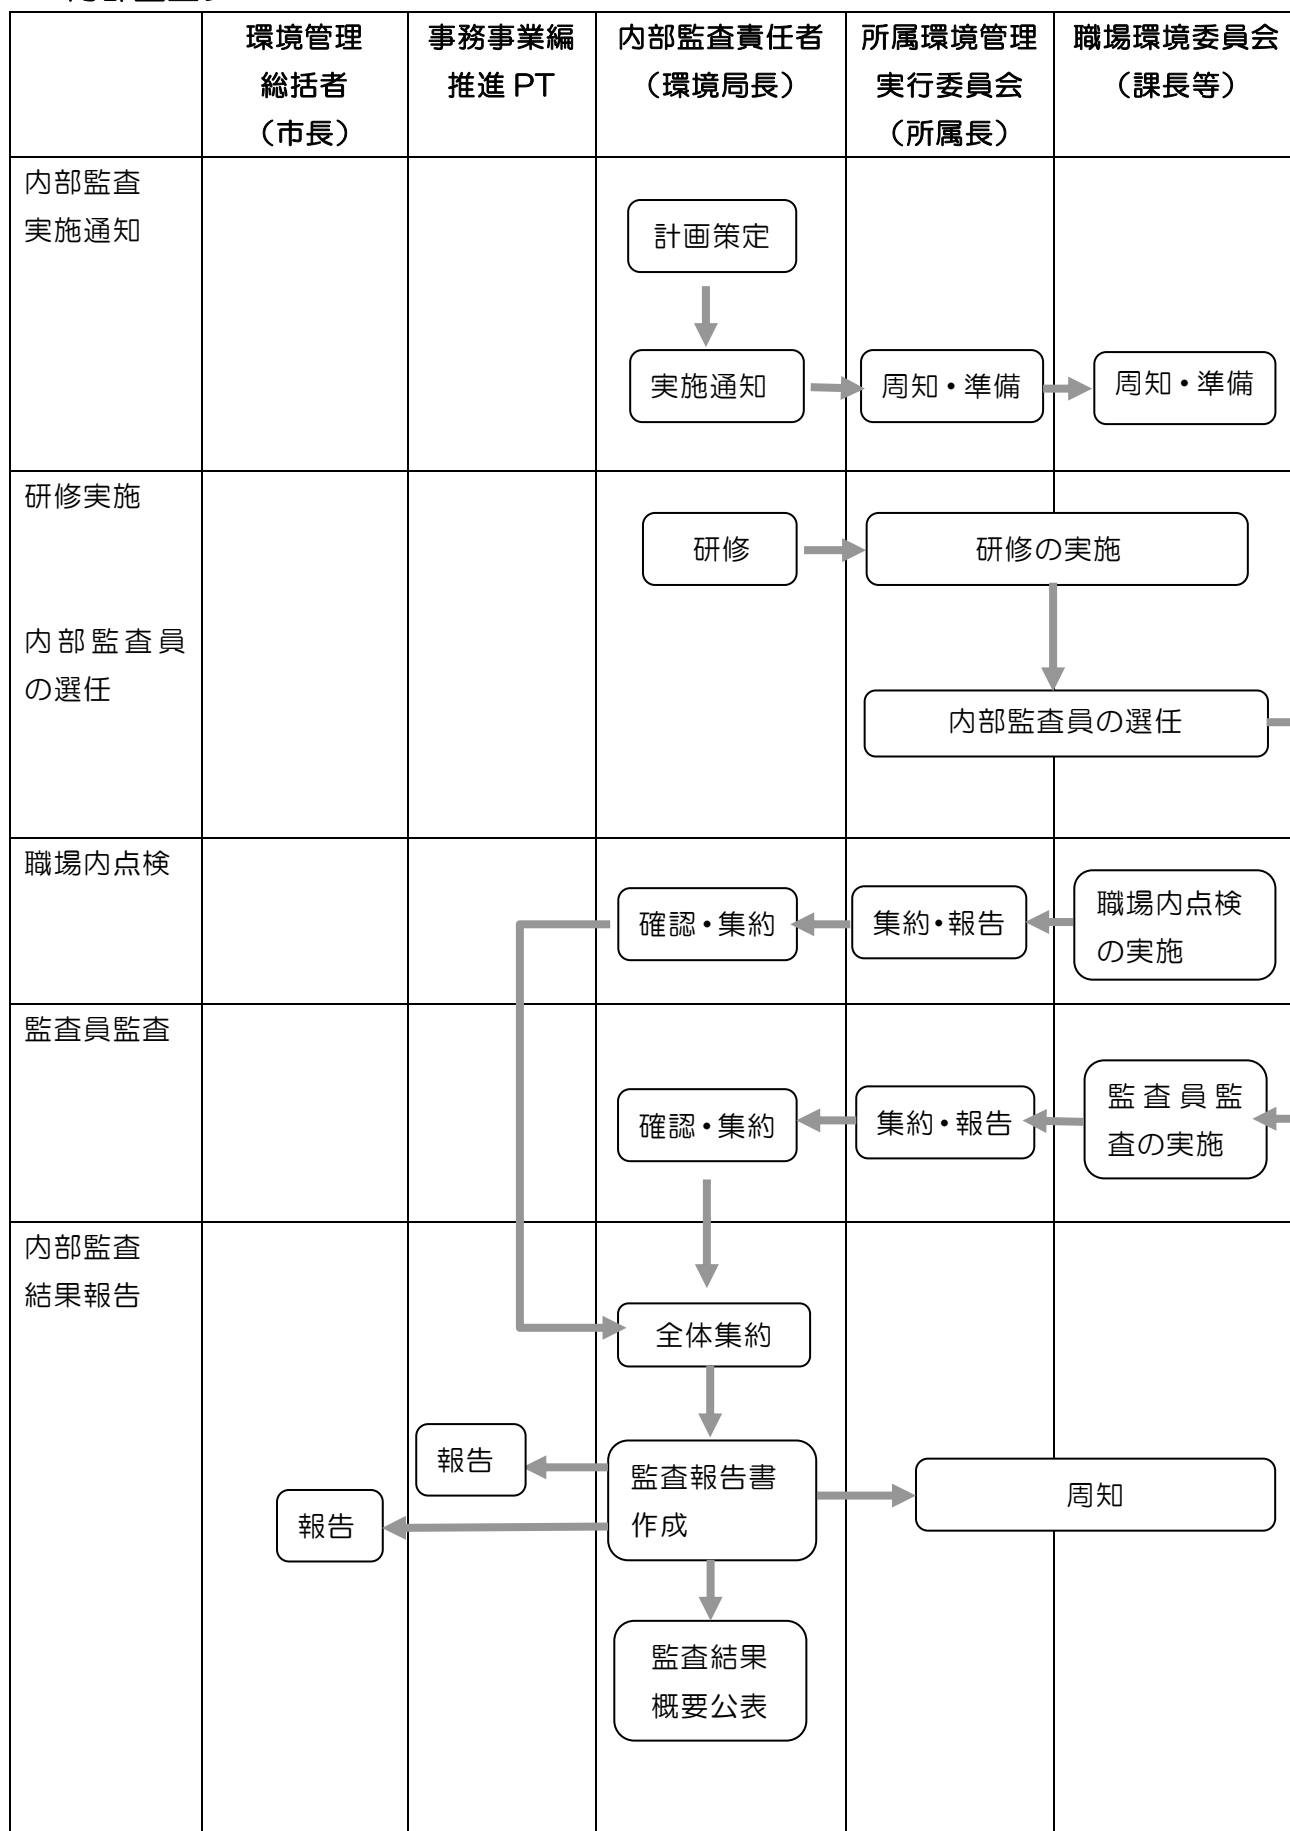 環境管理
総括者
（市長）
事務事業編
推進 PT
内部監査責任者
（環境局長）
所属環境管理
実行委員会
（所属長）
職場環境委員会
（課長等）
内部監査
実施通知
計画策定
実施通知
周知・準備
周知・準備
研修実施
研修
研修の実施
内部監査員
の選任
内部監査員の選任
職場内点検
確認・集約
集約・報告
職場内点検
の実施
監査員監査
確認・集約
集約・報告
監査員監
査の実施
内部監査
結果報告
全体集約
報告
監査報告書
作成
周知
報告
監査結果
概要公表